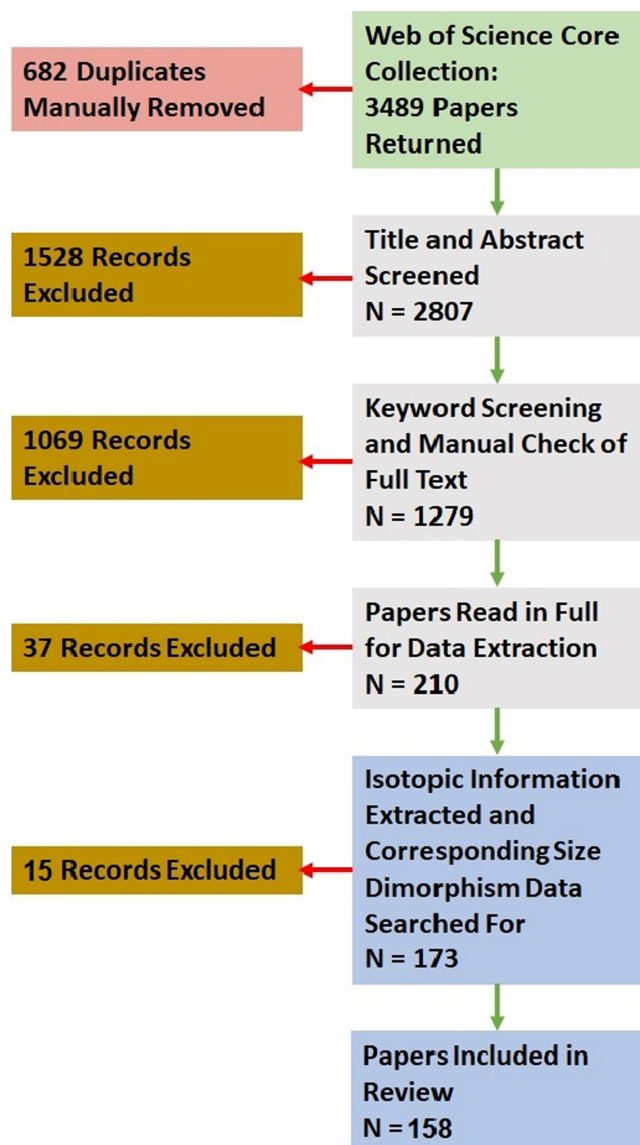 Web of Science Core
Collection:
3489 Papers
Returned
682 Duplicates
Manually Removed
Title and Abstract
Screened
N = 2807
1528 Records
Excluded
Keyword Screening
and Manual Check of
Full Text
N = 1279
1069 Records
Excluded
Papers Read in Full
for Data Extraction
N = 210
37 Records Excluded
Isotopic Information
Extracted and
Corresponding Size
Dimorphism Data
Searched For
N = 173
15 Records Excluded
Papers Included in
Review
N = 158